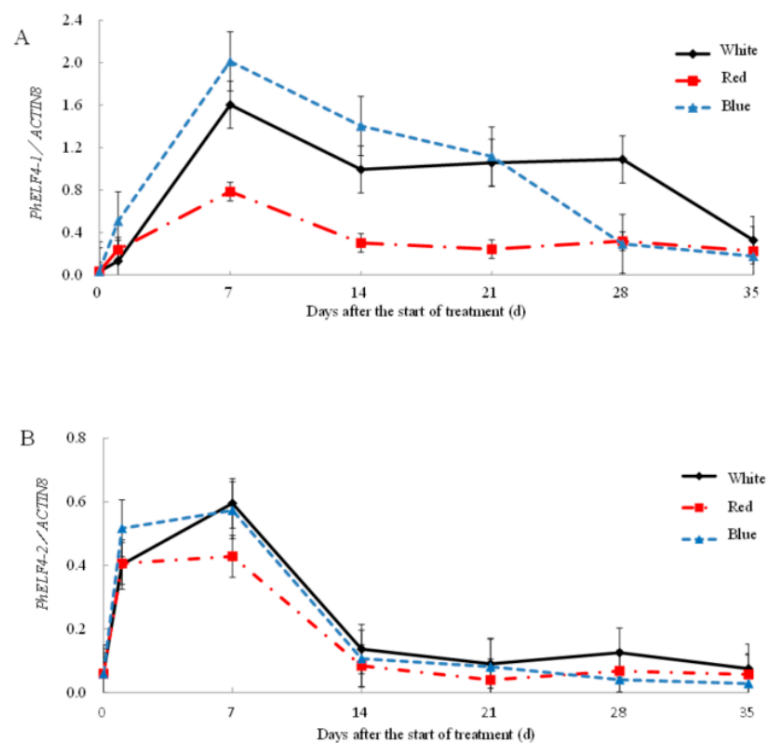 A
2.4
2.0
1.6
1.2
0.8
0.4
0.0
PhELF4-1/ACTIN8
White
Red
Blue
0 7 14 21 28 35
Days after the start of treatment (d)
B
0.8
0.6
0.4
0.2
0.0
PhELF4-2/ACTIN8
White
Red
Blue
0 7 14 21 28 35
Days after the start of treatment (d)